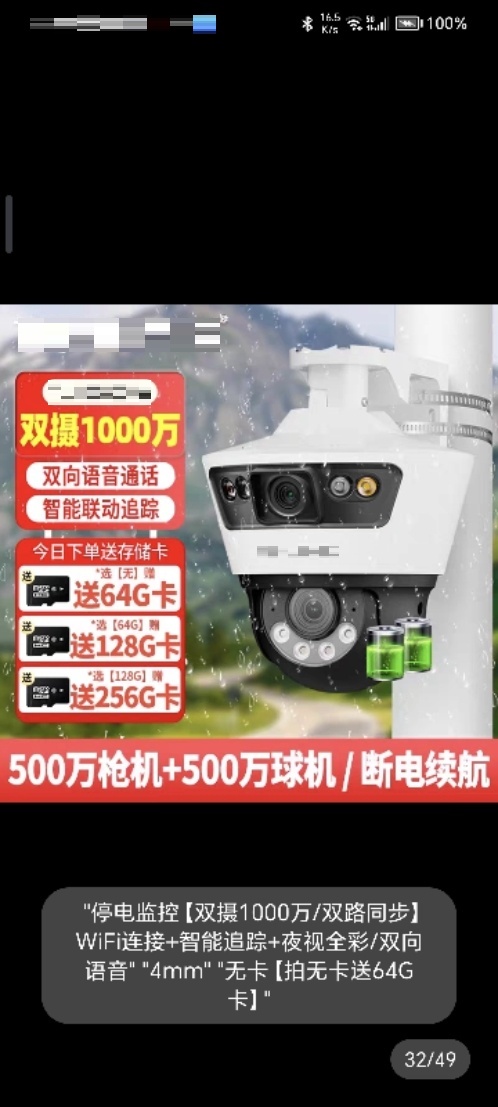 16.5
K/s
5G
100%
双摄1000万
双向语音通话
智能联动追踪
今日下单送存储卡
送
*选【无】赠
送64G卡
送
*选【64G】赠
送128G卡
送
*选【128G】赠
送256G卡
500万枪机+500万球机/断电续航
"停电监控【双摄1000万/双路同步】
WiFi连接+智能追踪+夜视全彩/双向
语音" "4mm" "无卡【拍无卡送64G
卡】"
32/49